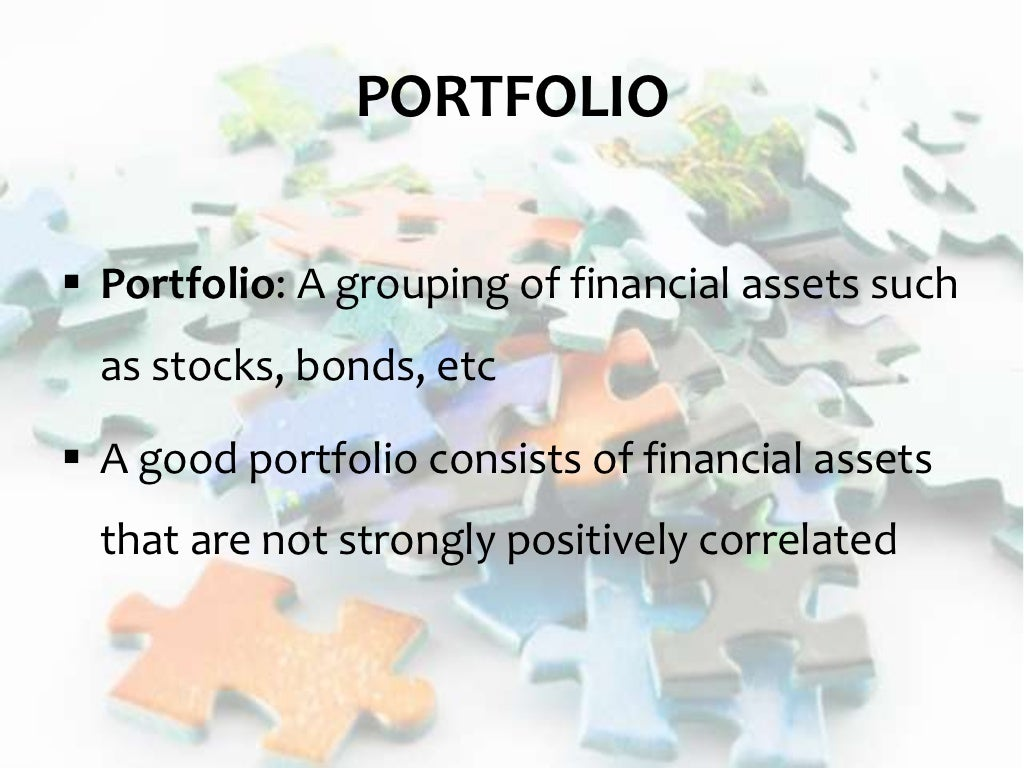 PORTFOLIO
▪ Portfolio: A grouping of financial assets such
as stocks, bonds, etc
▪ A good portfolio consists of financial assets
that are not strongly positively correlated